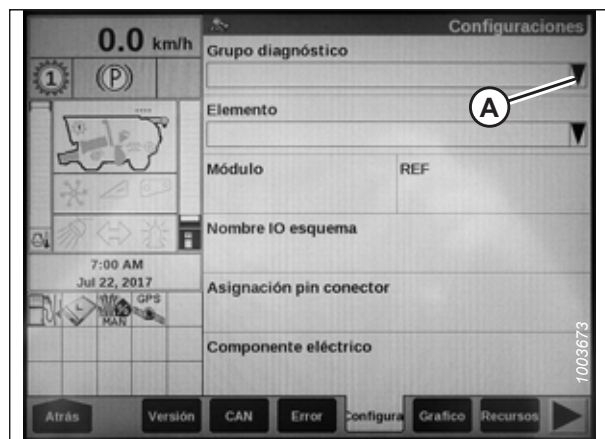 0.0 km/h
Configuraciones
Grupo diagnóstico
1
P
A
Elemento
Módulo
REF
Nombre IO esquema
7:00 AM
Jul 22, 2017
Asignación pin conector
GPS
L
MAN
Componente eléctrico
1003673
Atrás
Versión
CAN
Error
Configura
Grafico
Recursos